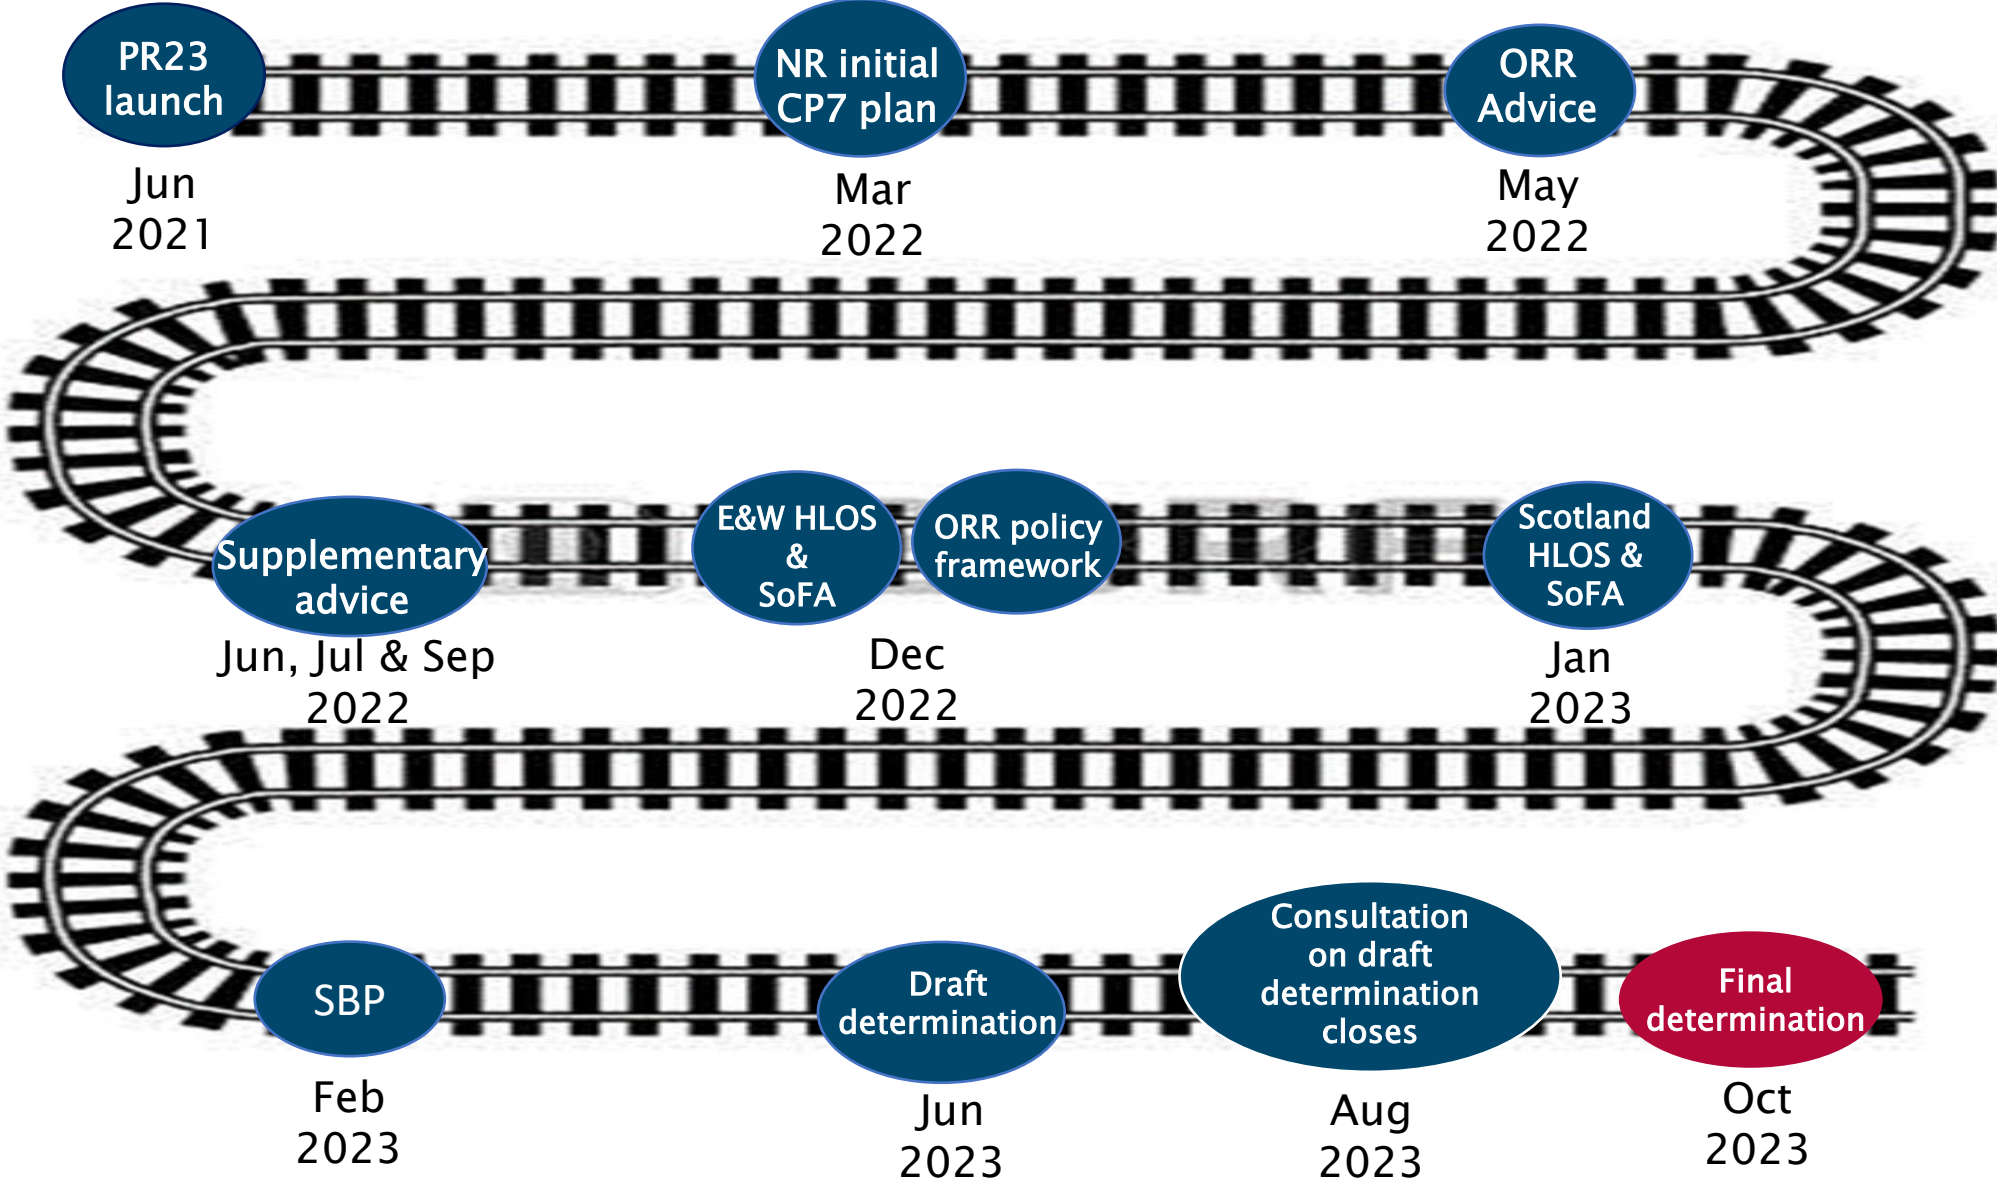 PR23
launch
Jun
2021
NR initial
CP7 plan
Mar
2022
ORR
Advice
May
2022
Supplementary
advice
Jun, Jul & Sep
2022
E&W HLOS
&
SoFA
ORR policy
framework
Dec
2022
Scotland
HLOS &
SoFA
Jan
2023
SBP
Feb
2023
Draft
determination
Jun
2023
Consultation
on draft
determination
closes
Aug
2023
Final
determination
Oct
2023